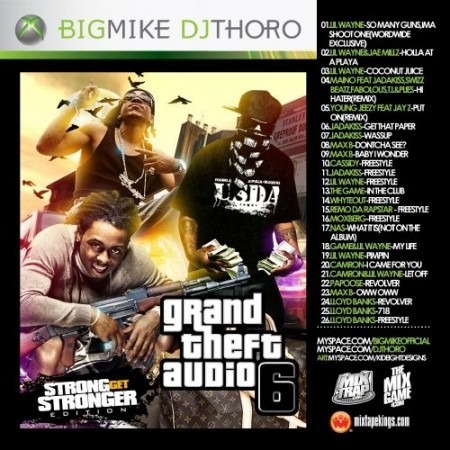 BIGMIKE DJTHORO
01.LIL WAYNE-SO MANY GUNS,IMA
SHOOT ONE(WORDWIDE
EXCLUSIVE)
02.LIL WAYNE&JAE MILLZ-HOLLA AT
A PLAYA
03.LIL WAYNE-COCONUT JUICE
04.MAINO FEAT JADAKISS,SWIZZ
BEATZ,FABOLOUS,T.I.&PUES-HI
HATER(REMIX)
05.YOUNG JEEZY FEAT JAY Z-PUT
ON(REMIX)
06.JADAKISS-GET THAT PAPER
07.JADAKISS-WASSUP
08.MAX B-DONTCHA SEE?
09.MAX B-BABY I WONDER
10.CASSIDY-FREESTYLE
11.JADAKISS-FREESTYLE
12.LIL WAYNE-FREESTYLE
13.THE GAME-IN THE CLUB
14.WHYTEOUT-FREESTYLE
15.REMO DA RAPSTAR - FREESTYLE
16.MOXBERG-FREESTYLE
17.NAS-WHAT IT IS(NOT ON THE
ALBUM)
18.GAME&LIL WAYNE-MY LIFE
19.LIL WAYNE-PIMPIN
20.CAMRON-I CAME FOR YOU
21.CAMRON&LIL WAYNE-LET OFF
22.PAPOOSE-REVOLVER
23.MAX B- OWW OWW
24.LLOYD BANKS-REVOLVER
25.LLOYD BANKS-718
26.LLOYD BANKS-FREESTYLE
USDA
grand
theft
audio 6
STRONG GET
STRONGER
EDITION
MYSPACE.COM/BIGMIKEOFFICIAL
MYSPACE.COM/DJTHORO
ART:MYSPACE.COM/KIDEIGHTDESIGNS
MIX
TRAP
THE
MIX
GAME
.COM
mixtapekings.com